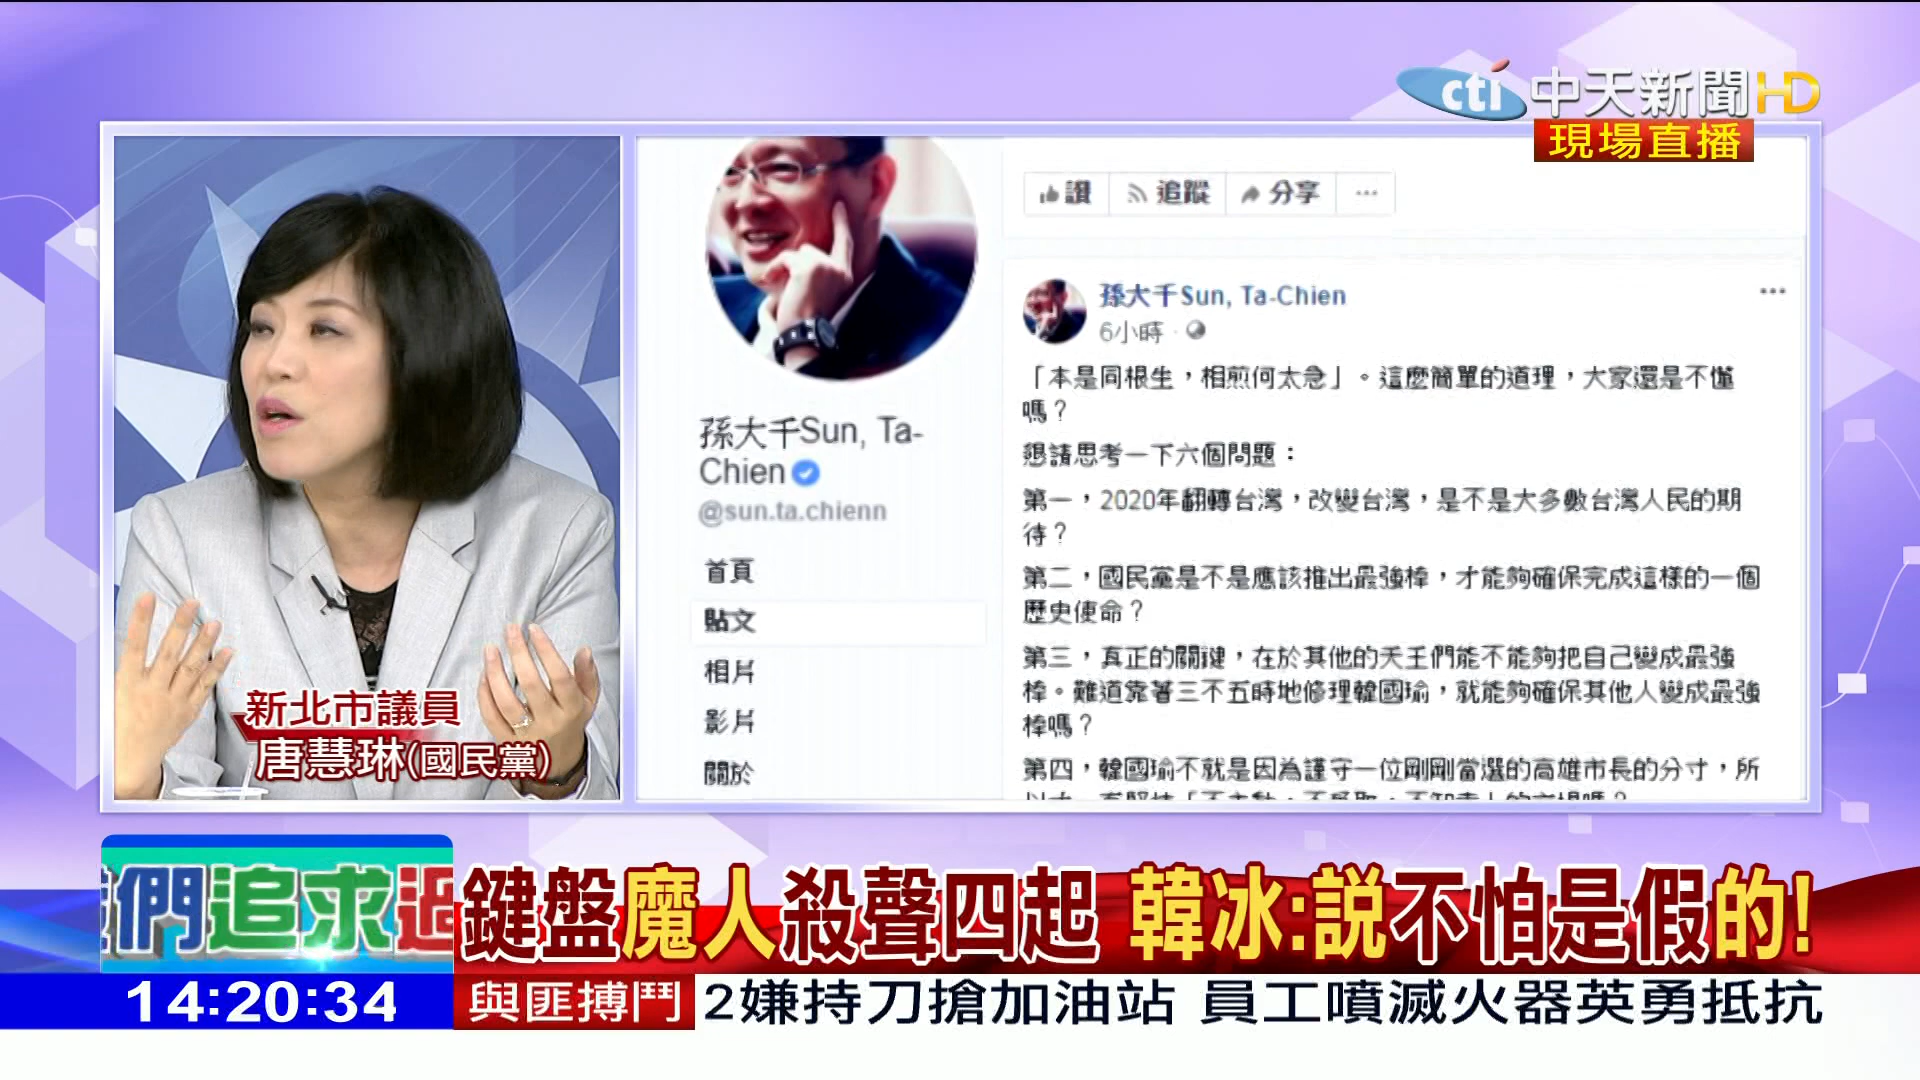 cti 中天新聞HD
現場直播
讚 追蹤 分享 ...
孫大千Sun, Ta-Chien
6小時
「本是同根生，相煎何太急」。這麼簡單的道理，大家還是不懂
嗎？
懇請思考一下六個問題：
第一，2020年翻轉台灣，改變台灣，是不是大多數台灣人民的期
待？
第二，國民黨是不是應該推出最強棒，才能夠確保完成這樣的一個
歷史使命？
第三，真正的關鍵，在於其他的天王們能不能夠把自己變成最強
棒。難道靠著三不五時地修理韓國瑜，就能夠確保其他人變成最強
棒嗎？
第四，韓國瑜不就是因為謹守一位剛剛當選的高雄市長的分寸，所
孫大千Sun, Ta-
Chien
@sun.ta.chienn
首頁
貼文
相片
影片
關於
新北市議員
唐慧琳(國民黨)
們追求過
鍵盤魔人殺聲四起 韓冰:説不怕是假的!
14:20:34
與匪搏鬥 2嫌持刀搶加油站 員工噴滅火器英勇抵抗